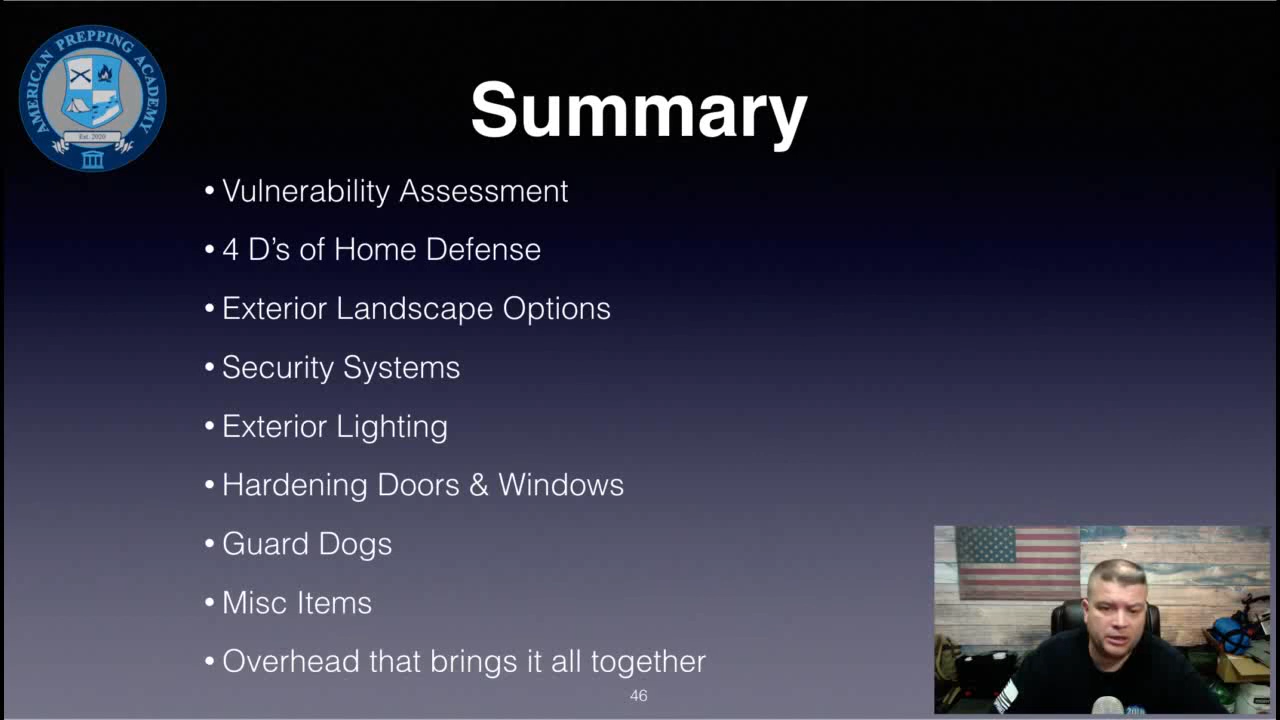 AMERICAN PREPPING ACADEMY
Est. 2020
Summary
• Vulnerability Assessment
• 4 D’s of Home Defense
• Exterior Landscape Options
• Security Systems
• Exterior Lighting
• Hardening Doors & Windows
• Guard Dogs
• Misc Items
• Overhead that brings it all together
46